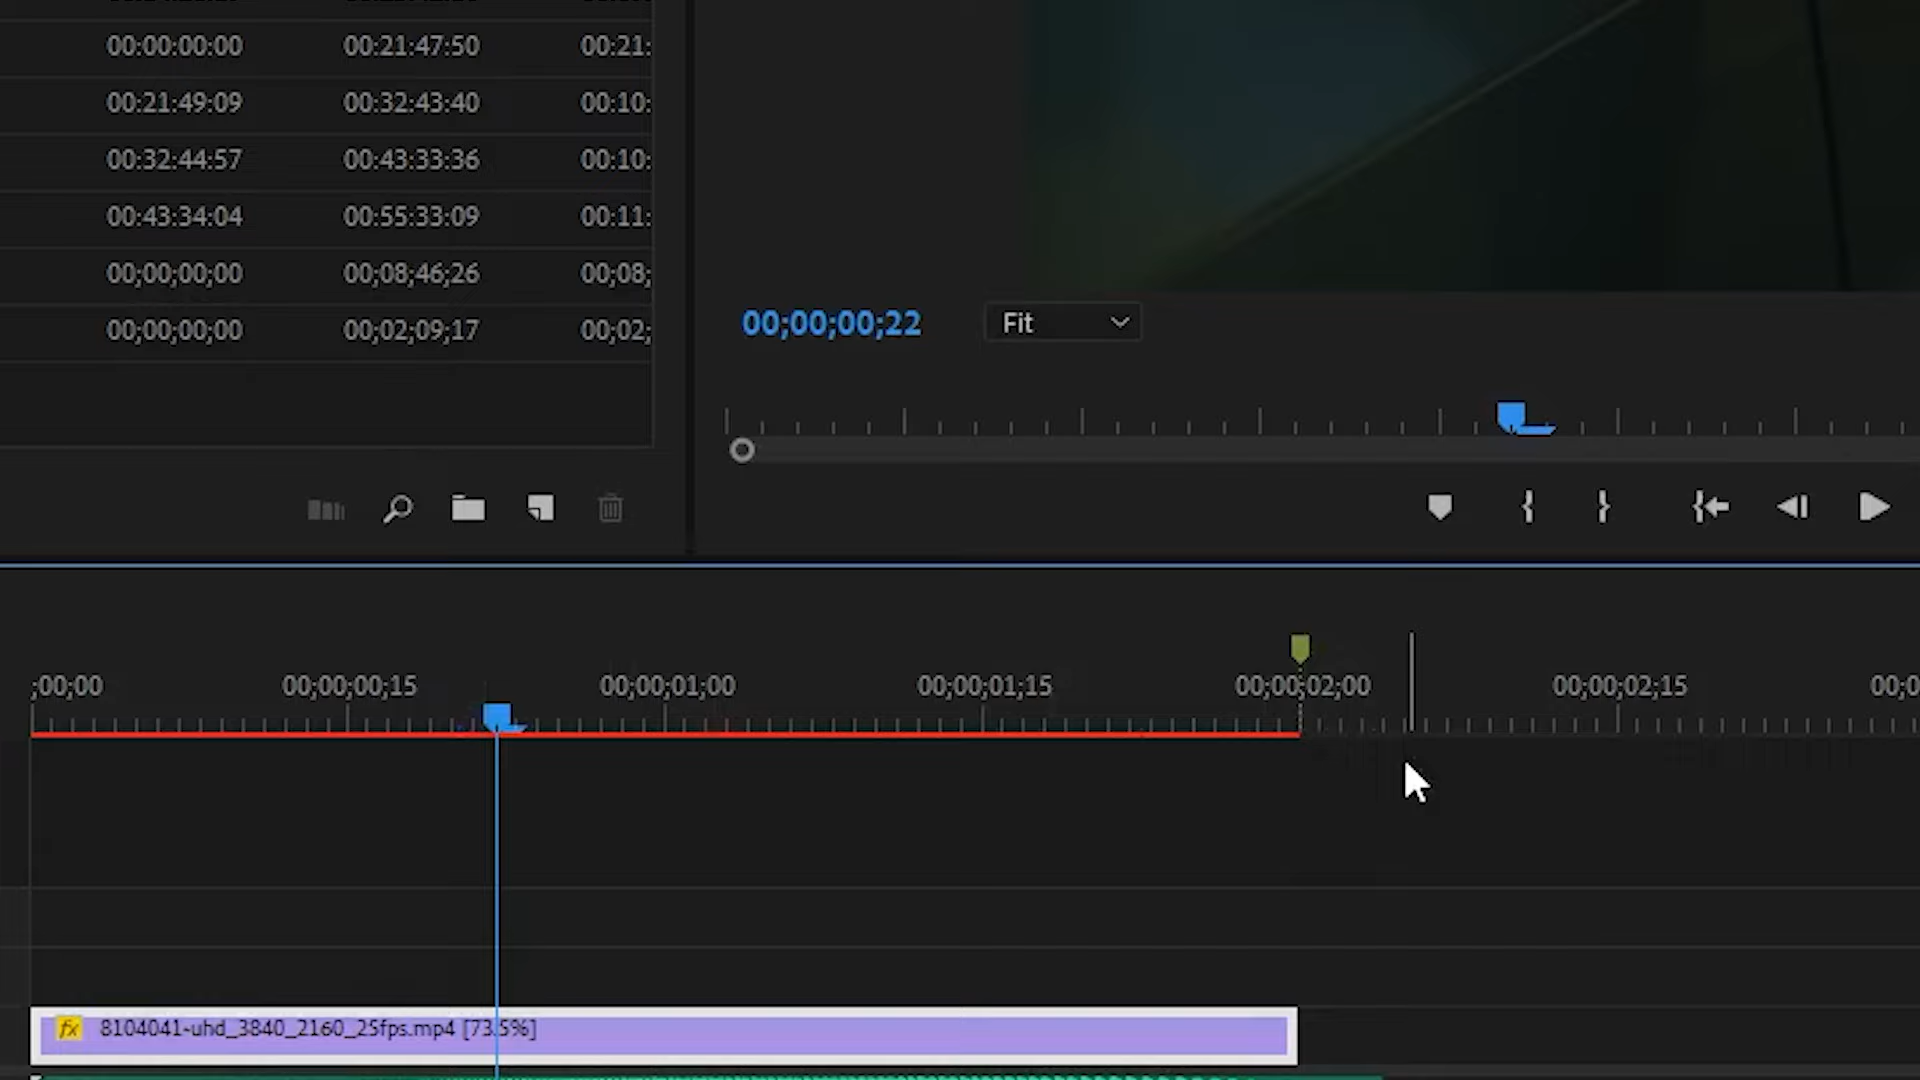 00:00:00:00 00:21:47:50 00:21:
00:21:49:09 00:32:43:40 00:10:
00:32:44:57 00:43:33:36 00:10:
00:43:34:04 00:55:33:09 00:11:
00;00;00;00 00;08;46;26 00;08;
00;00;00;00 00;02;09;17 00;02;
00;00;00;22 Fit
;00;00 00;00;00;15 00;00;01;00 00;00;01;15 00;00;02;00 00;00;02;15 00;0
fx 8104041-uhd_3840_2160_25fps.mp4 [73.5%]